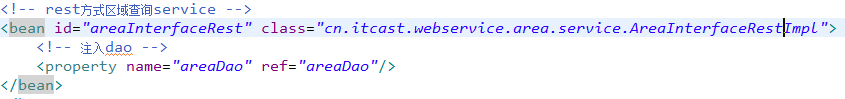 <!-- rest方式区域查询service -->
<bean id="areaInterfaceRest" class="cn.itcast.webservice.area.service.AreaInterfaceRestImpl">
<!-- 注入dao -->
<property name="areaDao" ref="areaDao"/>
</bean>